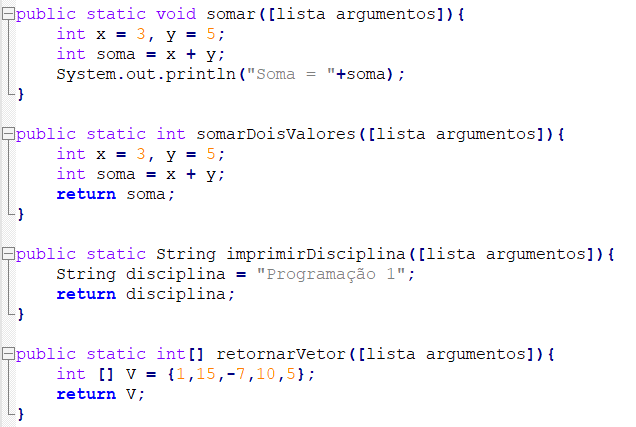 public static void somar([lista argumentos]){
int x = 3, y = 5;
int soma = x + y;
System.out.println("Soma = "+soma);
}
public static int somarDoisValores([lista argumentos]){
int x = 3, y = 5;
int soma = x + y;
return soma;
}
public static String imprimirDisciplina([lista argumentos]){
String disciplina = "Programação 1";
return disciplina;
}
public static int[] retornarVetor([lista argumentos]){
int [] V = {1,15,-7,10,5};
return V;
}